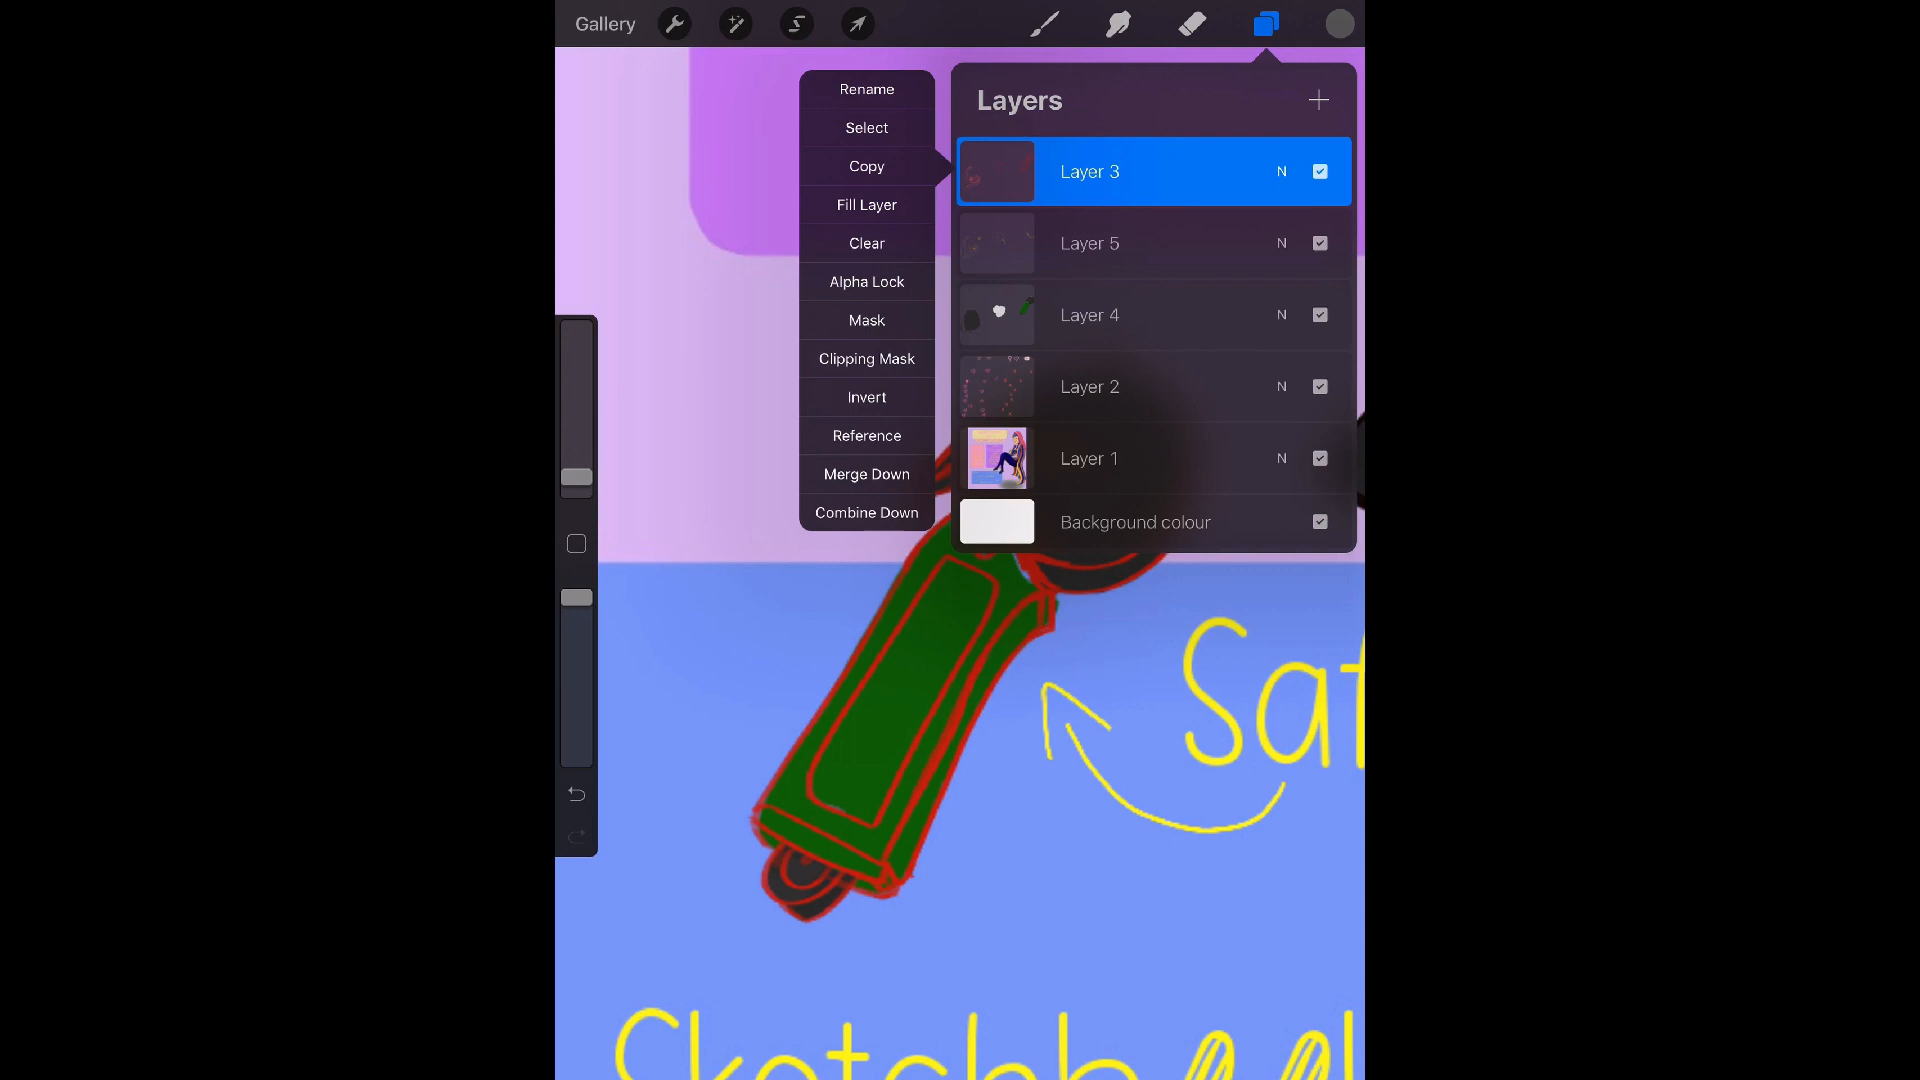 Gallery
Rename
Select
Copy
Fill Layer
Clear
Alpha Lock
Mask
Clipping Mask
Invert
Reference
Merge Down
Combine Down
Layers
Layer 3 N
Layer 5 N
Layer 4 N
Layer 2 N
Layer 1 N
Background colour